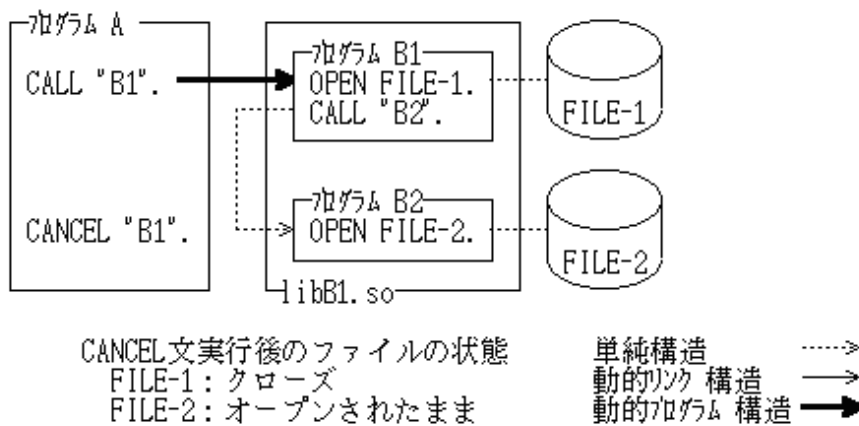 プログラム A
CALL "B1".
CANCEL "B1".
プログラム B1
OPEN FILE-1.
CALL "B2".
FILE-1
プログラム B2
OPEN FILE-2.
FILE-2
libB1.so
CANCEL文実行後のファイルの状態
FILE-1：クローズ
FILE-2：オープンされたまま
単純構造
動的リンク 構造
動的プログラム 構造